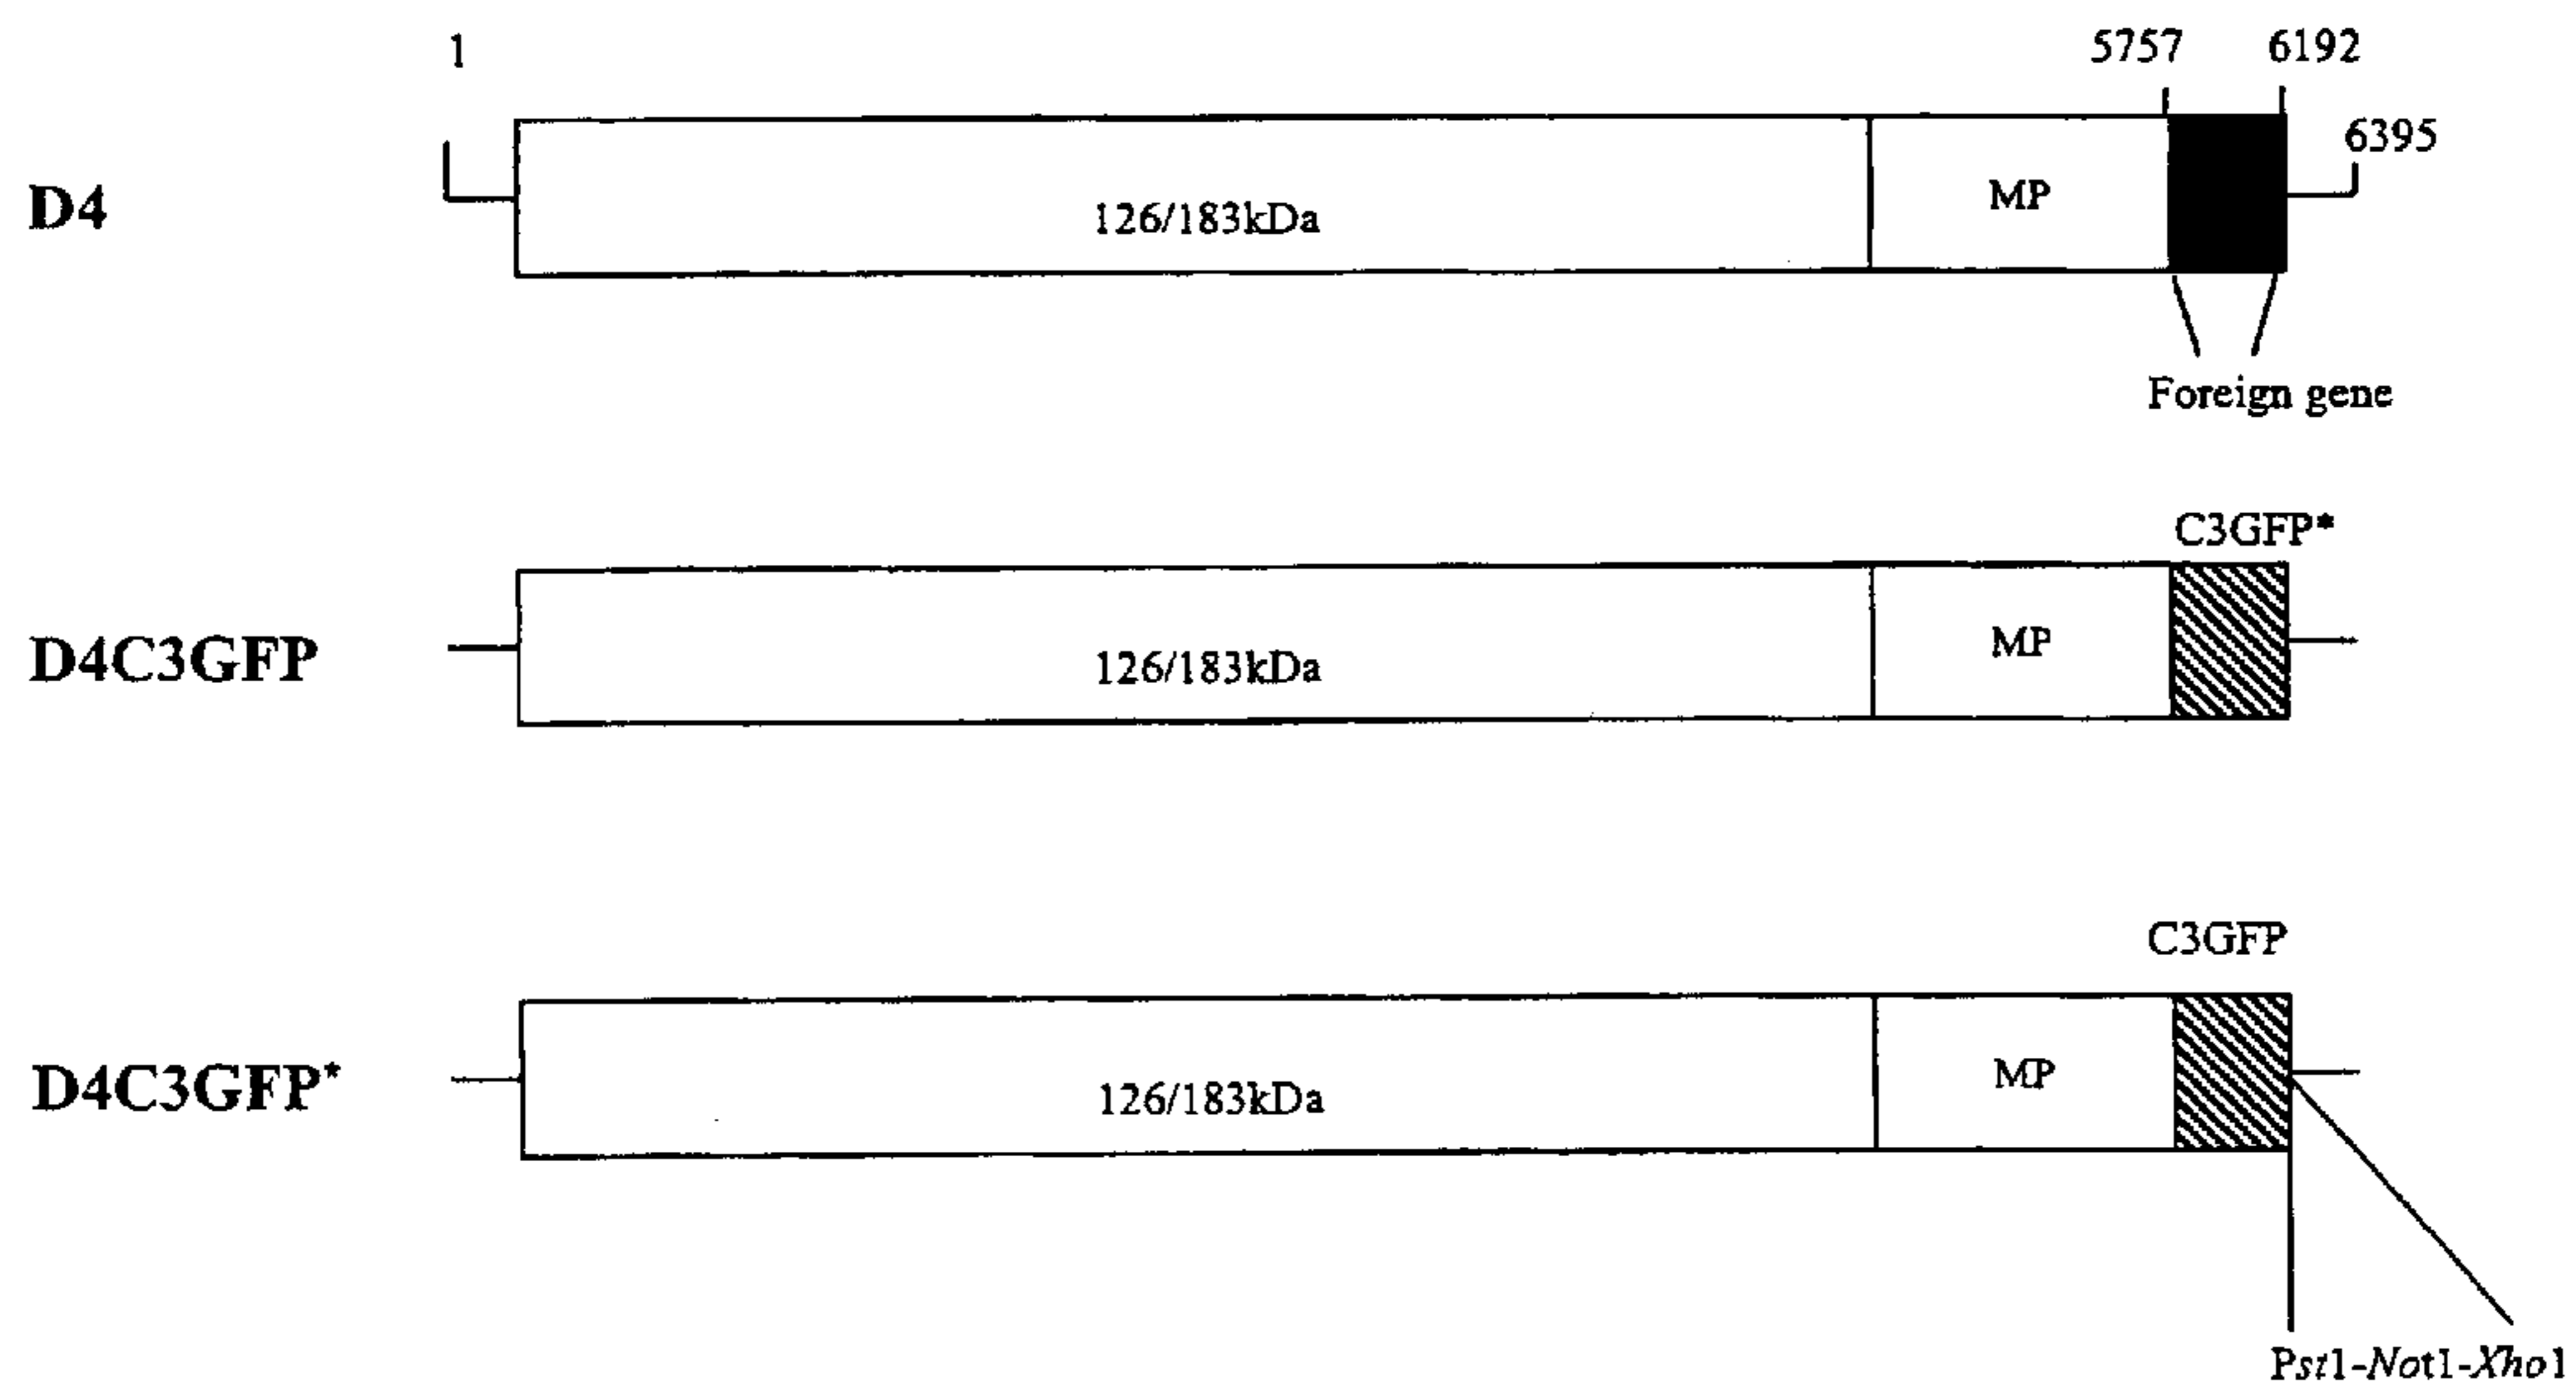 1
5757
6192
6395
D4
126/183kDa
MP
Foreign gene
C3GFP*
D4C3GFP
126/183kDa
MP
C3GFP
D4C3GFP*
126/183kDa
MP
Pst1-Not1-Xho1